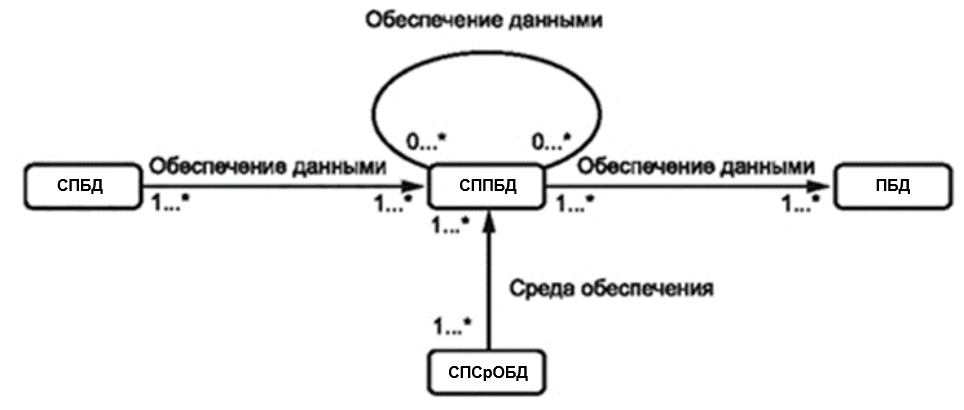 Обеспечение данными
0...* 0...*
СПБД Обеспечение данными СППБД Обеспечение данными ПБД
1...* 1...* 1...* 1...*
1...*
Среда обеспечения
1...*
СПСрОБД